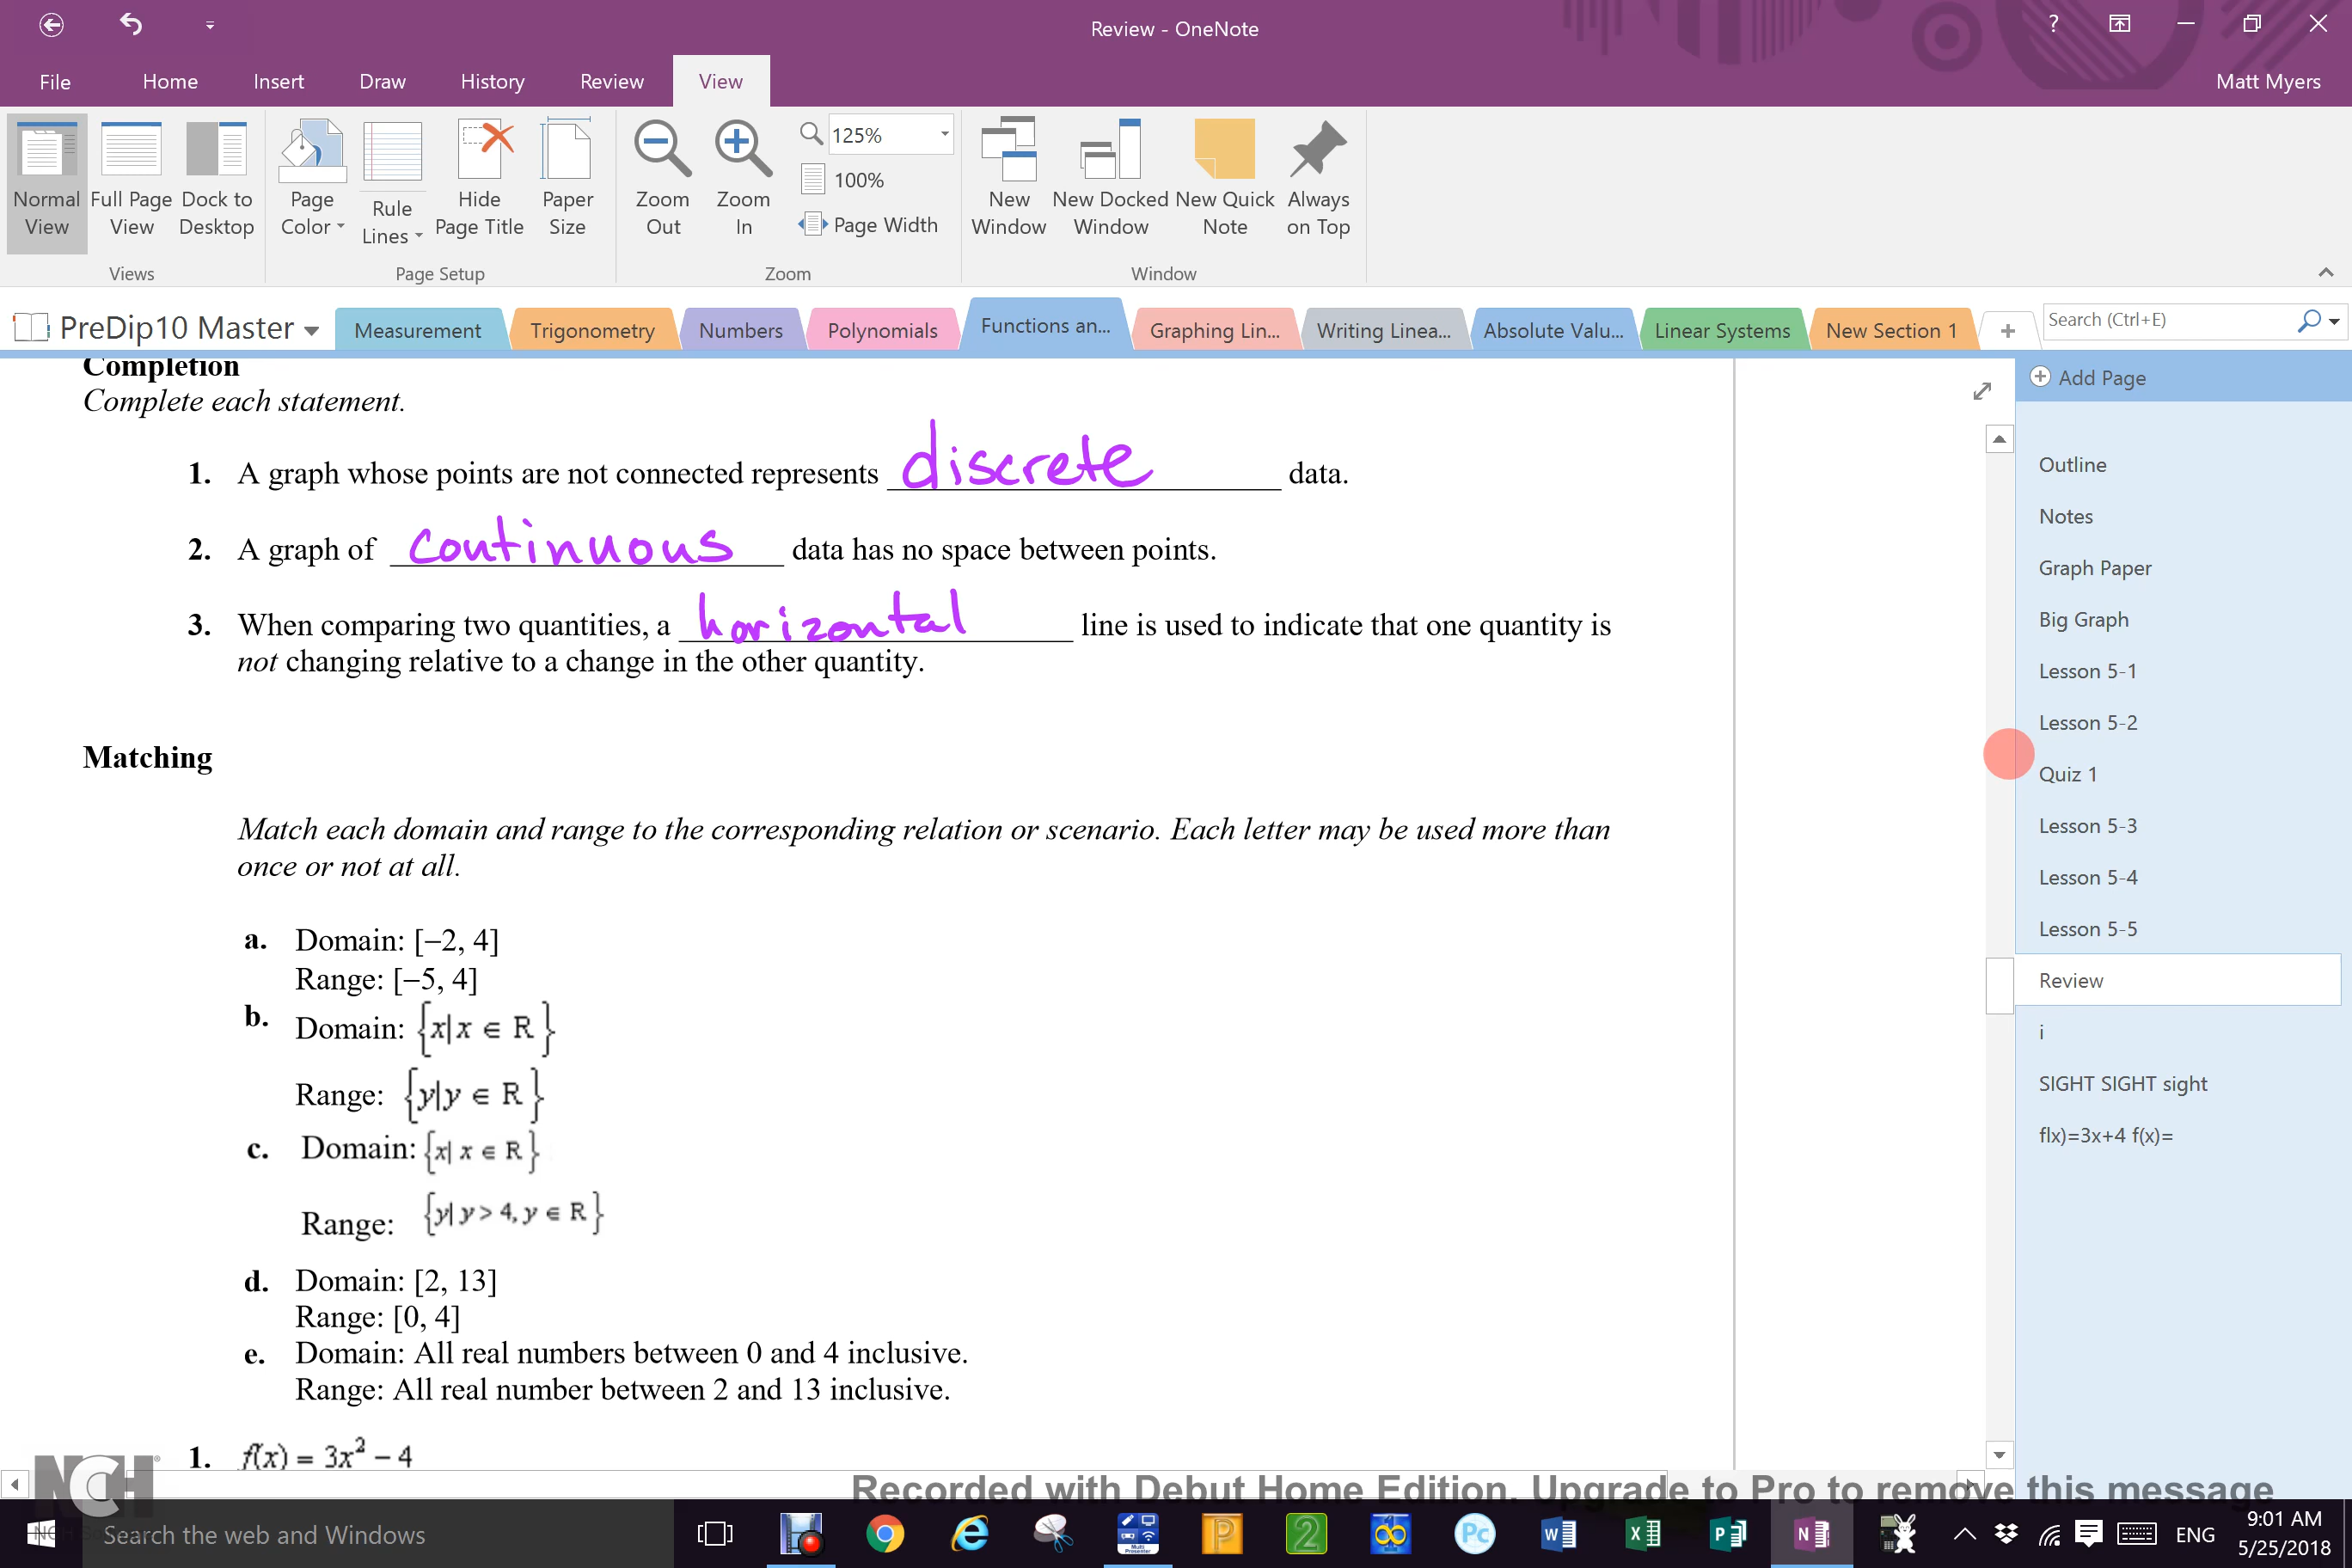 Review - OneNote
?
File Home Insert Draw History Review View Matt Myers
Normal View
Full Page View
Dock to Desktop
Page Color
Rule Lines
Hide Page Title
Paper Size
Zoom Out
Zoom In
125%
100%
Page Width
New Window
New Docked Window
New Quick Note
Always on Top
Views Page Setup Zoom Window
PreDip10 Master Measurement Trigonometry Numbers Polynomials Functions an... Graphing Lin... Writing Linea... Absolute Valu... Linear Systems New Section 1 + Search (Ctrl+E)
Completion
Complete each statement.
1. A graph whose points are not connected represents discrete data.
2. A graph of continuous data has no space between points.
3. When comparing two quantities, a horizontal line is used to indicate that one quantity is
not changing relative to a change in the other quantity.
Matching
Match each domain and range to the corresponding relation or scenario. Each letter may be used more than
once or not at all.
a. Domain: [−2, 4]
Range: [−5, 4]
b. Domain: {x|x ∈ R}
Range: {y|y ∈ R}
c. Domain: {x| x ∈ R}
Range: {y| y > 4, y ∈ R}
d. Domain: [2, 13]
Range: [0, 4]
e. Domain: All real numbers between 0 and 4 inclusive.
Range: All real number between 2 and 13 inclusive.
1. f(x) = 3x² − 4
Add Page
Outline
Notes
Graph Paper
Big Graph
Lesson 5-1
Lesson 5-2
Quiz 1
Lesson 5-3
Lesson 5-4
Lesson 5-5
Review
i
SIGHT SIGHT sight
flx)=3x+4 f(x)=
NCH
Recorded with Debut Home Edition. Upgrade to Pro to remove this message
Search the web and Windows
ENG
9:01 AM
5/25/2018